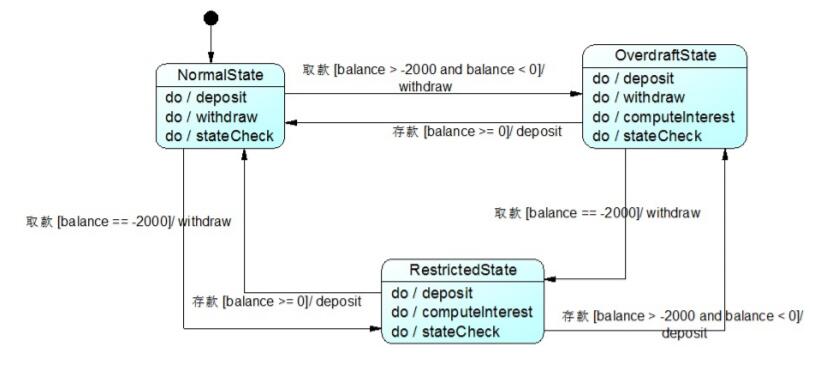 NormalState
do / deposit
do / withdraw
do / stateCheck
取款 [balance > -2000 and balance < 0]/
withdraw
存款 [balance >= 0]/ deposit
OverdraftState
do / deposit
do / withdraw
do / computeInterest
do / stateCheck
取款 [balance == -2000]/ withdraw
取款 [balance == -2000]/ withdraw
存款 [balance >= 0]/ deposit
RestrictedState
do / deposit
do / computeInterest
do / stateCheck
存款 [balance > -2000 and balance < 0]/
deposit